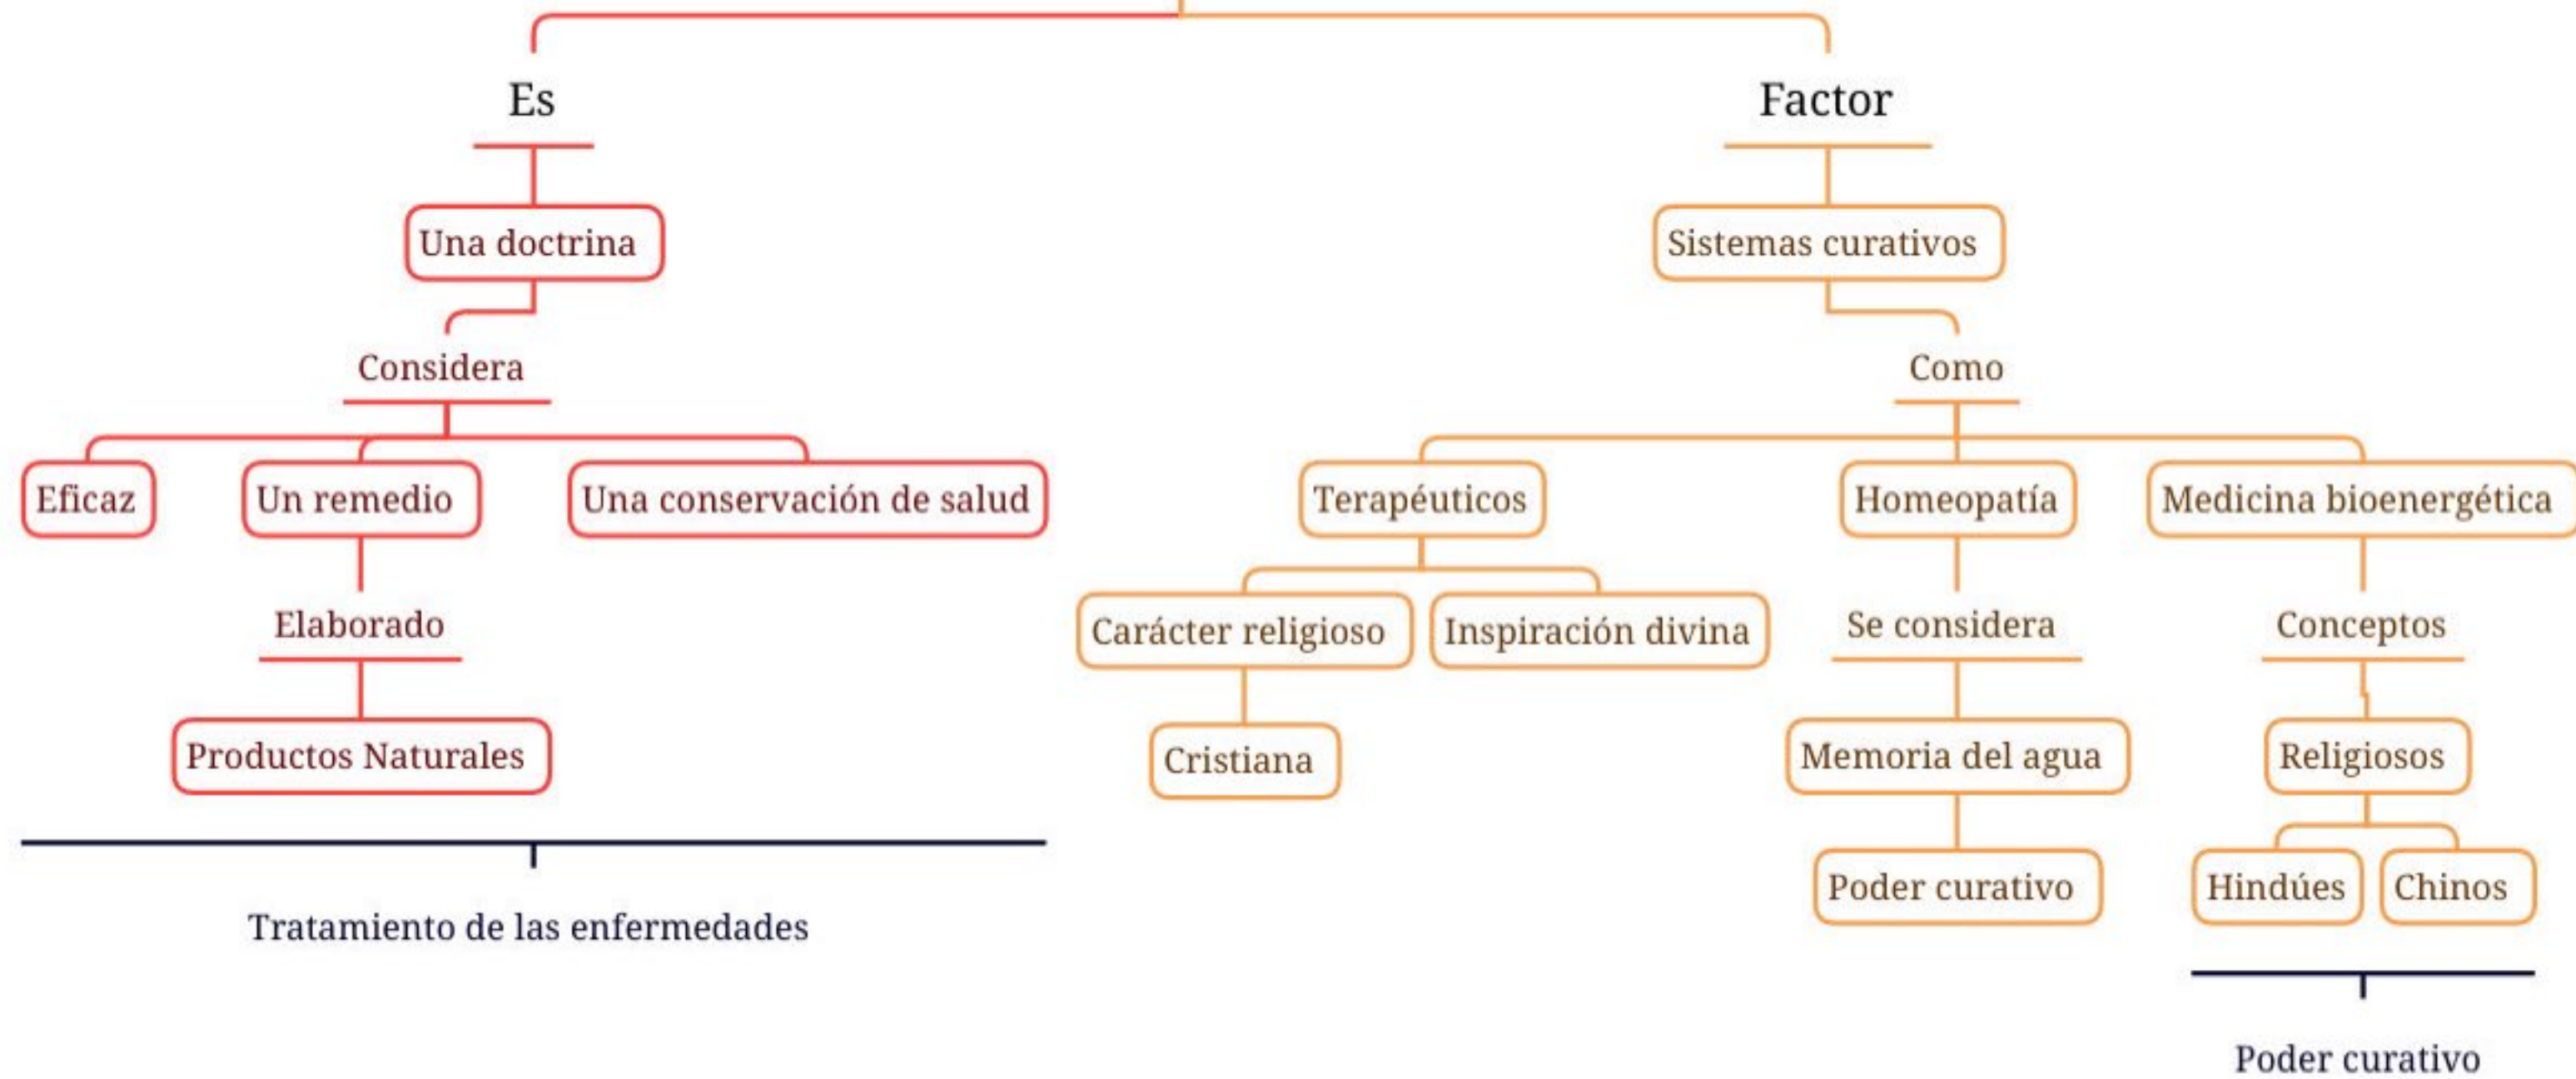 Es
Factor
Una doctrina
Sistemas curativos
Considera
Como
Eficaz
Un remedio
Una conservación de salud
Terapéuticos
Homeopatía
Medicina bioenergética
Elaborado
Carácter religioso
Inspiración divina
Se considera
Conceptos
Productos Naturales
Cristiana
Memoria del agua
Religiosos
Poder curativo
Hindúes
Chinos
Tratamiento de las enfermedades
Poder curativo